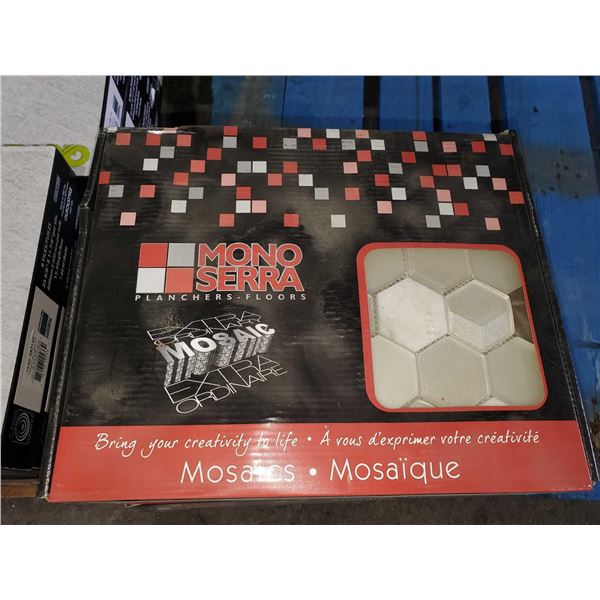 MONO
SERRA
PLANCHERS-FLOORS
EXTRA
MOSAIC
EXTRA
ORDINAIRE
Bring your creativity to life • À vous d'exprimer votre créativité
Mosaics • Mosaïque